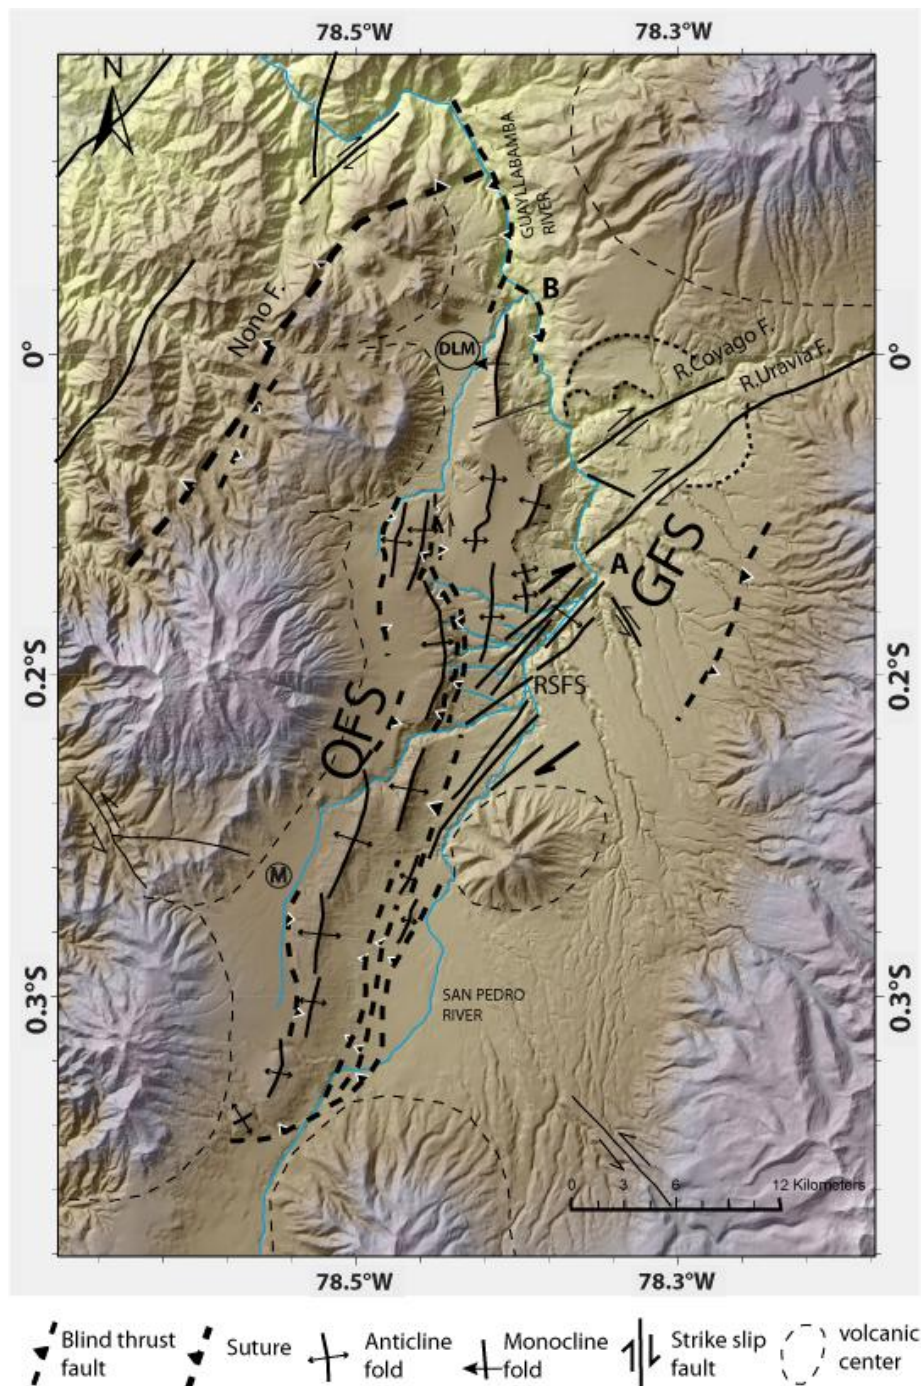 78.5°W 78.3°W
N
GUAYLLABAMBA
RIVER
B
Nono F.
DLM
0° 0°
R.Coyago F.
R.Uravia F.
A
GFS
0.2°S 0.2°S
RSFS
QFS
M
0.3°S 0.3°S
SAN PEDRO
RIVER
0 3 6 12 Kilometers
78.5°W 78.3°W
Blind thrust
fault
Suture
Anticline
fold
Monocline
fold
Strike slip
fault
volcanic
center